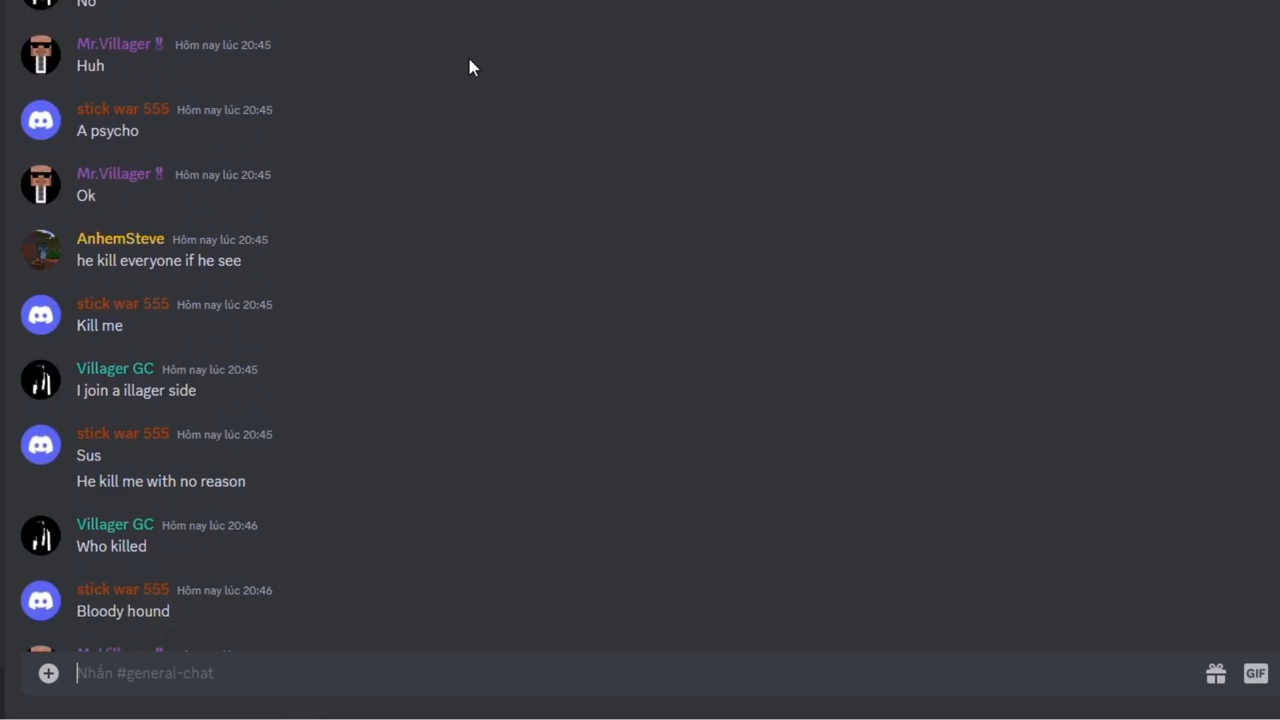 No
Mr.Villager 🎖 Hôm nay lúc 20:45
Huh
stick war 555 Hôm nay lúc 20:45
A psycho
Mr.Villager 🎖 Hôm nay lúc 20:45
Ok
AnhemSteve Hôm nay lúc 20:45
he kill everyone if he see
stick war 555 Hôm nay lúc 20:45
Kill me
Villager GC Hôm nay lúc 20:45
I join a illager side
stick war 555 Hôm nay lúc 20:45
Sus
He kill me with no reason
Villager GC Hôm nay lúc 20:46
Who killed
stick war 555 Hôm nay lúc 20:46
Bloody hound
Mr.Villager
Nhắn #general-chat
GIF